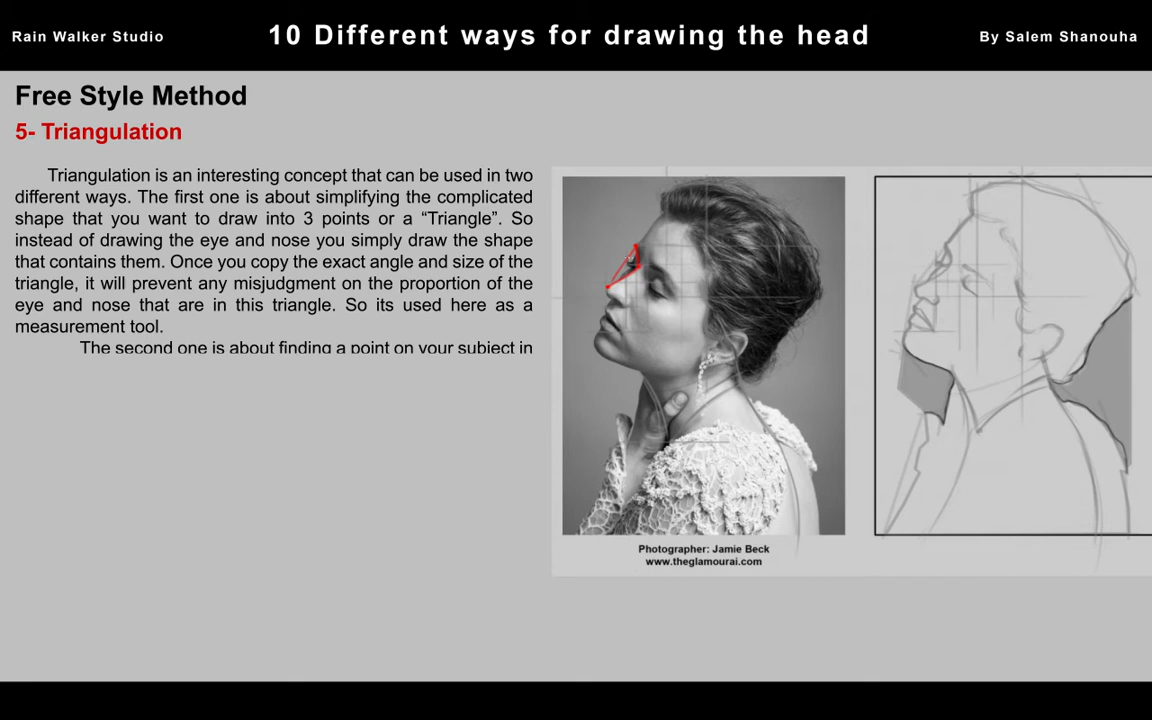 Rain Walker Studio
10 Different ways for drawing the head
By Salem Shanouha
Free Style Method
5- Triangulation
Triangulation is an interesting concept that can be used in two
different ways. The first one is about simplifying the complicated
shape that you want to draw into 3 points or a “Triangle”. So
instead of drawing the eye and nose you simply draw the shape
that contains them. Once you copy the exact angle and size of the
triangle, it will prevent any misjudgment on the proportion of the
eye and nose that are in this triangle. So its used here as a
measurement tool.
The second one is about finding a point on your subject in
Photographer: Jamie Beck
www.theglamourai.com